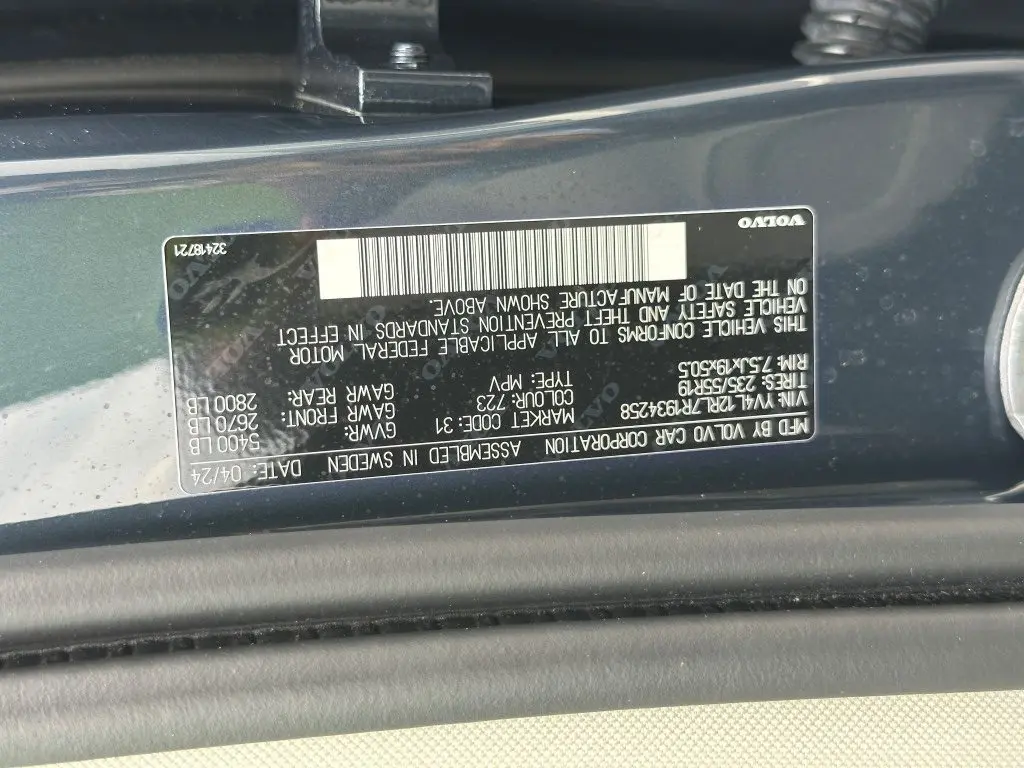 MFD BY VOLVO CAR CORPORATION ASSEMBLED IN SWEDEN DATE: 04/24
VIN: YV4L12RL7R1934258 MARKET CODE: 31 GVWR: 5400 LB
TIRES: 235/55R19 COLOUR: 723 GAWR FRONT: 2670 LB
RIM: 7.5Jx19x50.5 TYPE: MPV GAWR REAR: 2800 LB
THIS VEHICLE CONFORMS TO ALL APPLICABLE FEDERAL MOTOR
VEHICLE SAFETY AND THEFT PREVENTION STANDARDS IN EFFECT
ON THE DATE OF MANUFACTURE SHOWN ABOVE.
VOLVO
32418721